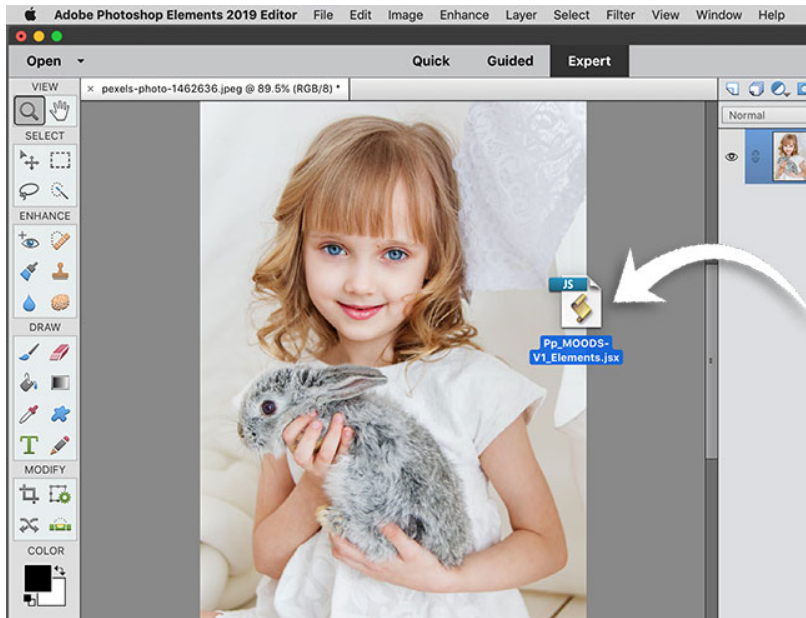 Adobe Photoshop Elements 2019 Editor File Edit Image Enhance Layer Select Filter View Window Help
Open Quick Guided Expert
VIEW
× pexels-photo-1462636.jpeg @ 89.5% (RGB/8) *
Normal
SELECT
ENHANCE
JS
Pp_MOODS-
V1_Elements.jsx
DRAW
T
MODIFY
COLOR